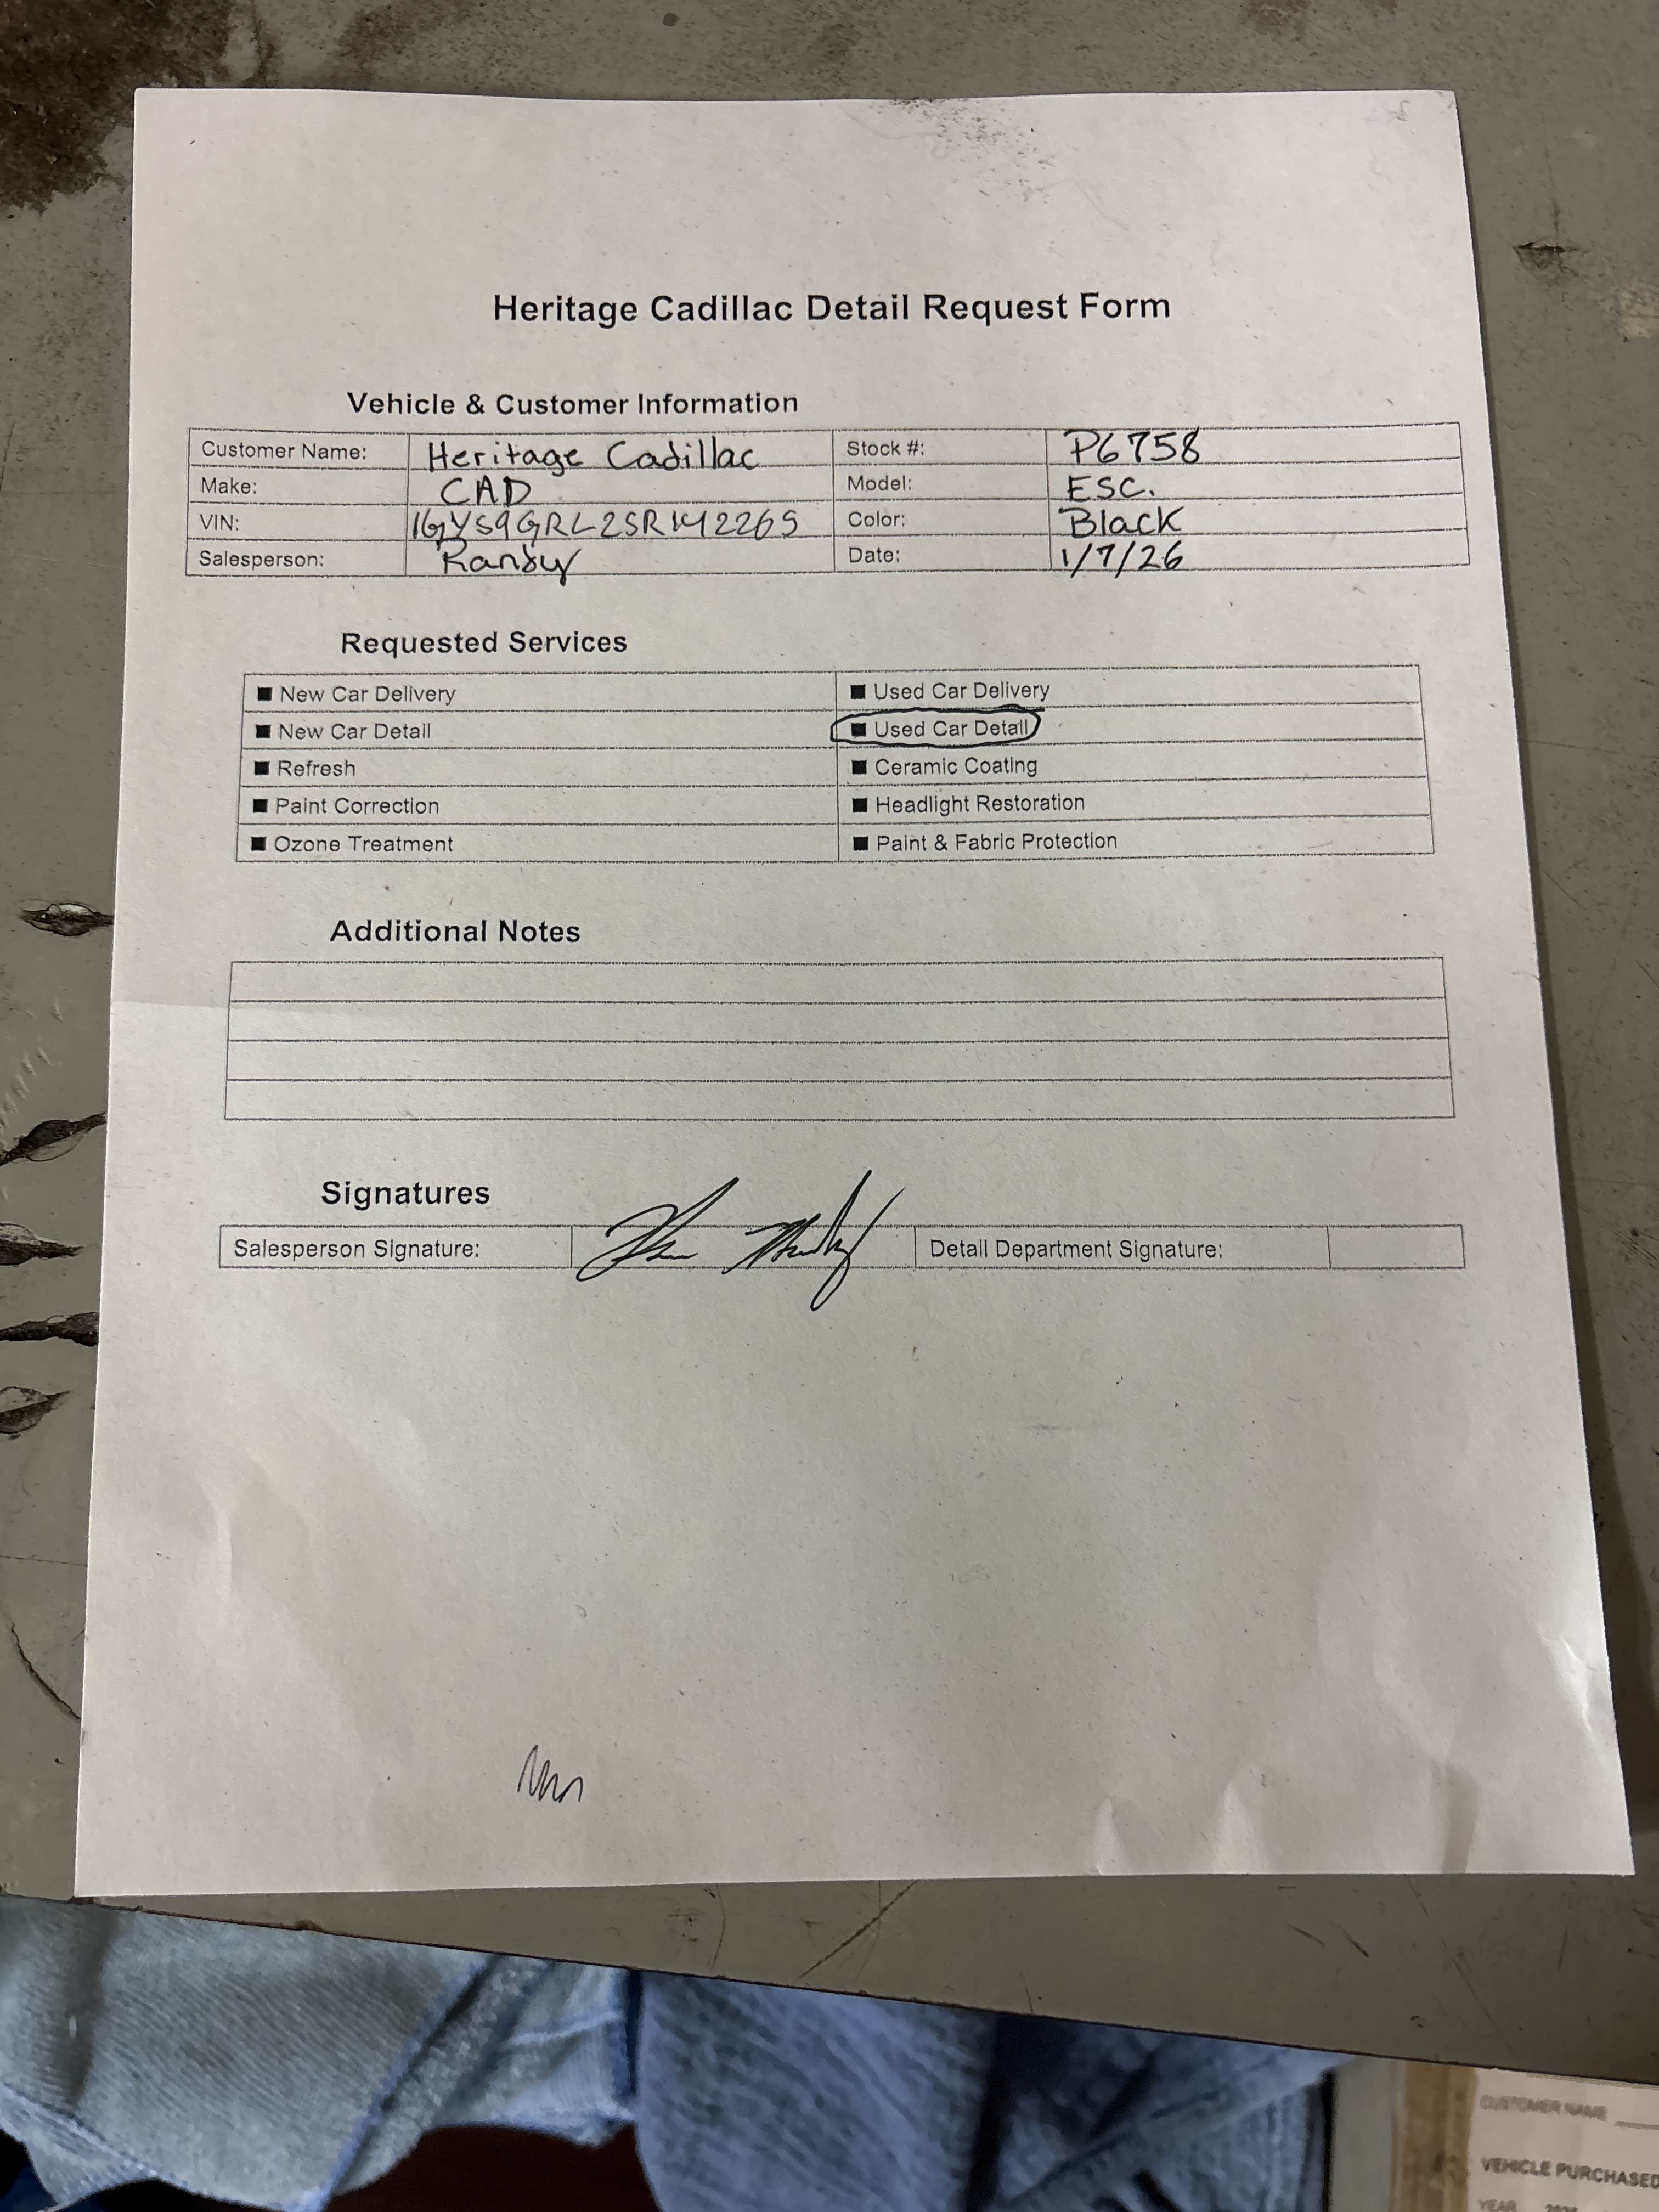 Heritage Cadillac Detail Request Form
Vehicle & Customer Information
Customer Name: Heritage Cadillac Stock #: P6758
Make: CAD Model: ESC.
VIN: 1GYS9GRL2SR142265 Color: Black
Salesperson: Randy Date: 1/7/26
Requested Services
■ New Car Delivery ■ Used Car Delivery
■ New Car Detail ■ Used Car Detail
■ Refresh ■ Ceramic Coating
■ Paint Correction ■ Headlight Restoration
■ Ozone Treatment ■ Paint & Fabric Protection
Additional Notes
Signatures
Salesperson Signature: Detail Department Signature:
CUSTOMER NAME
VEHICLE PURCHASED
YEAR